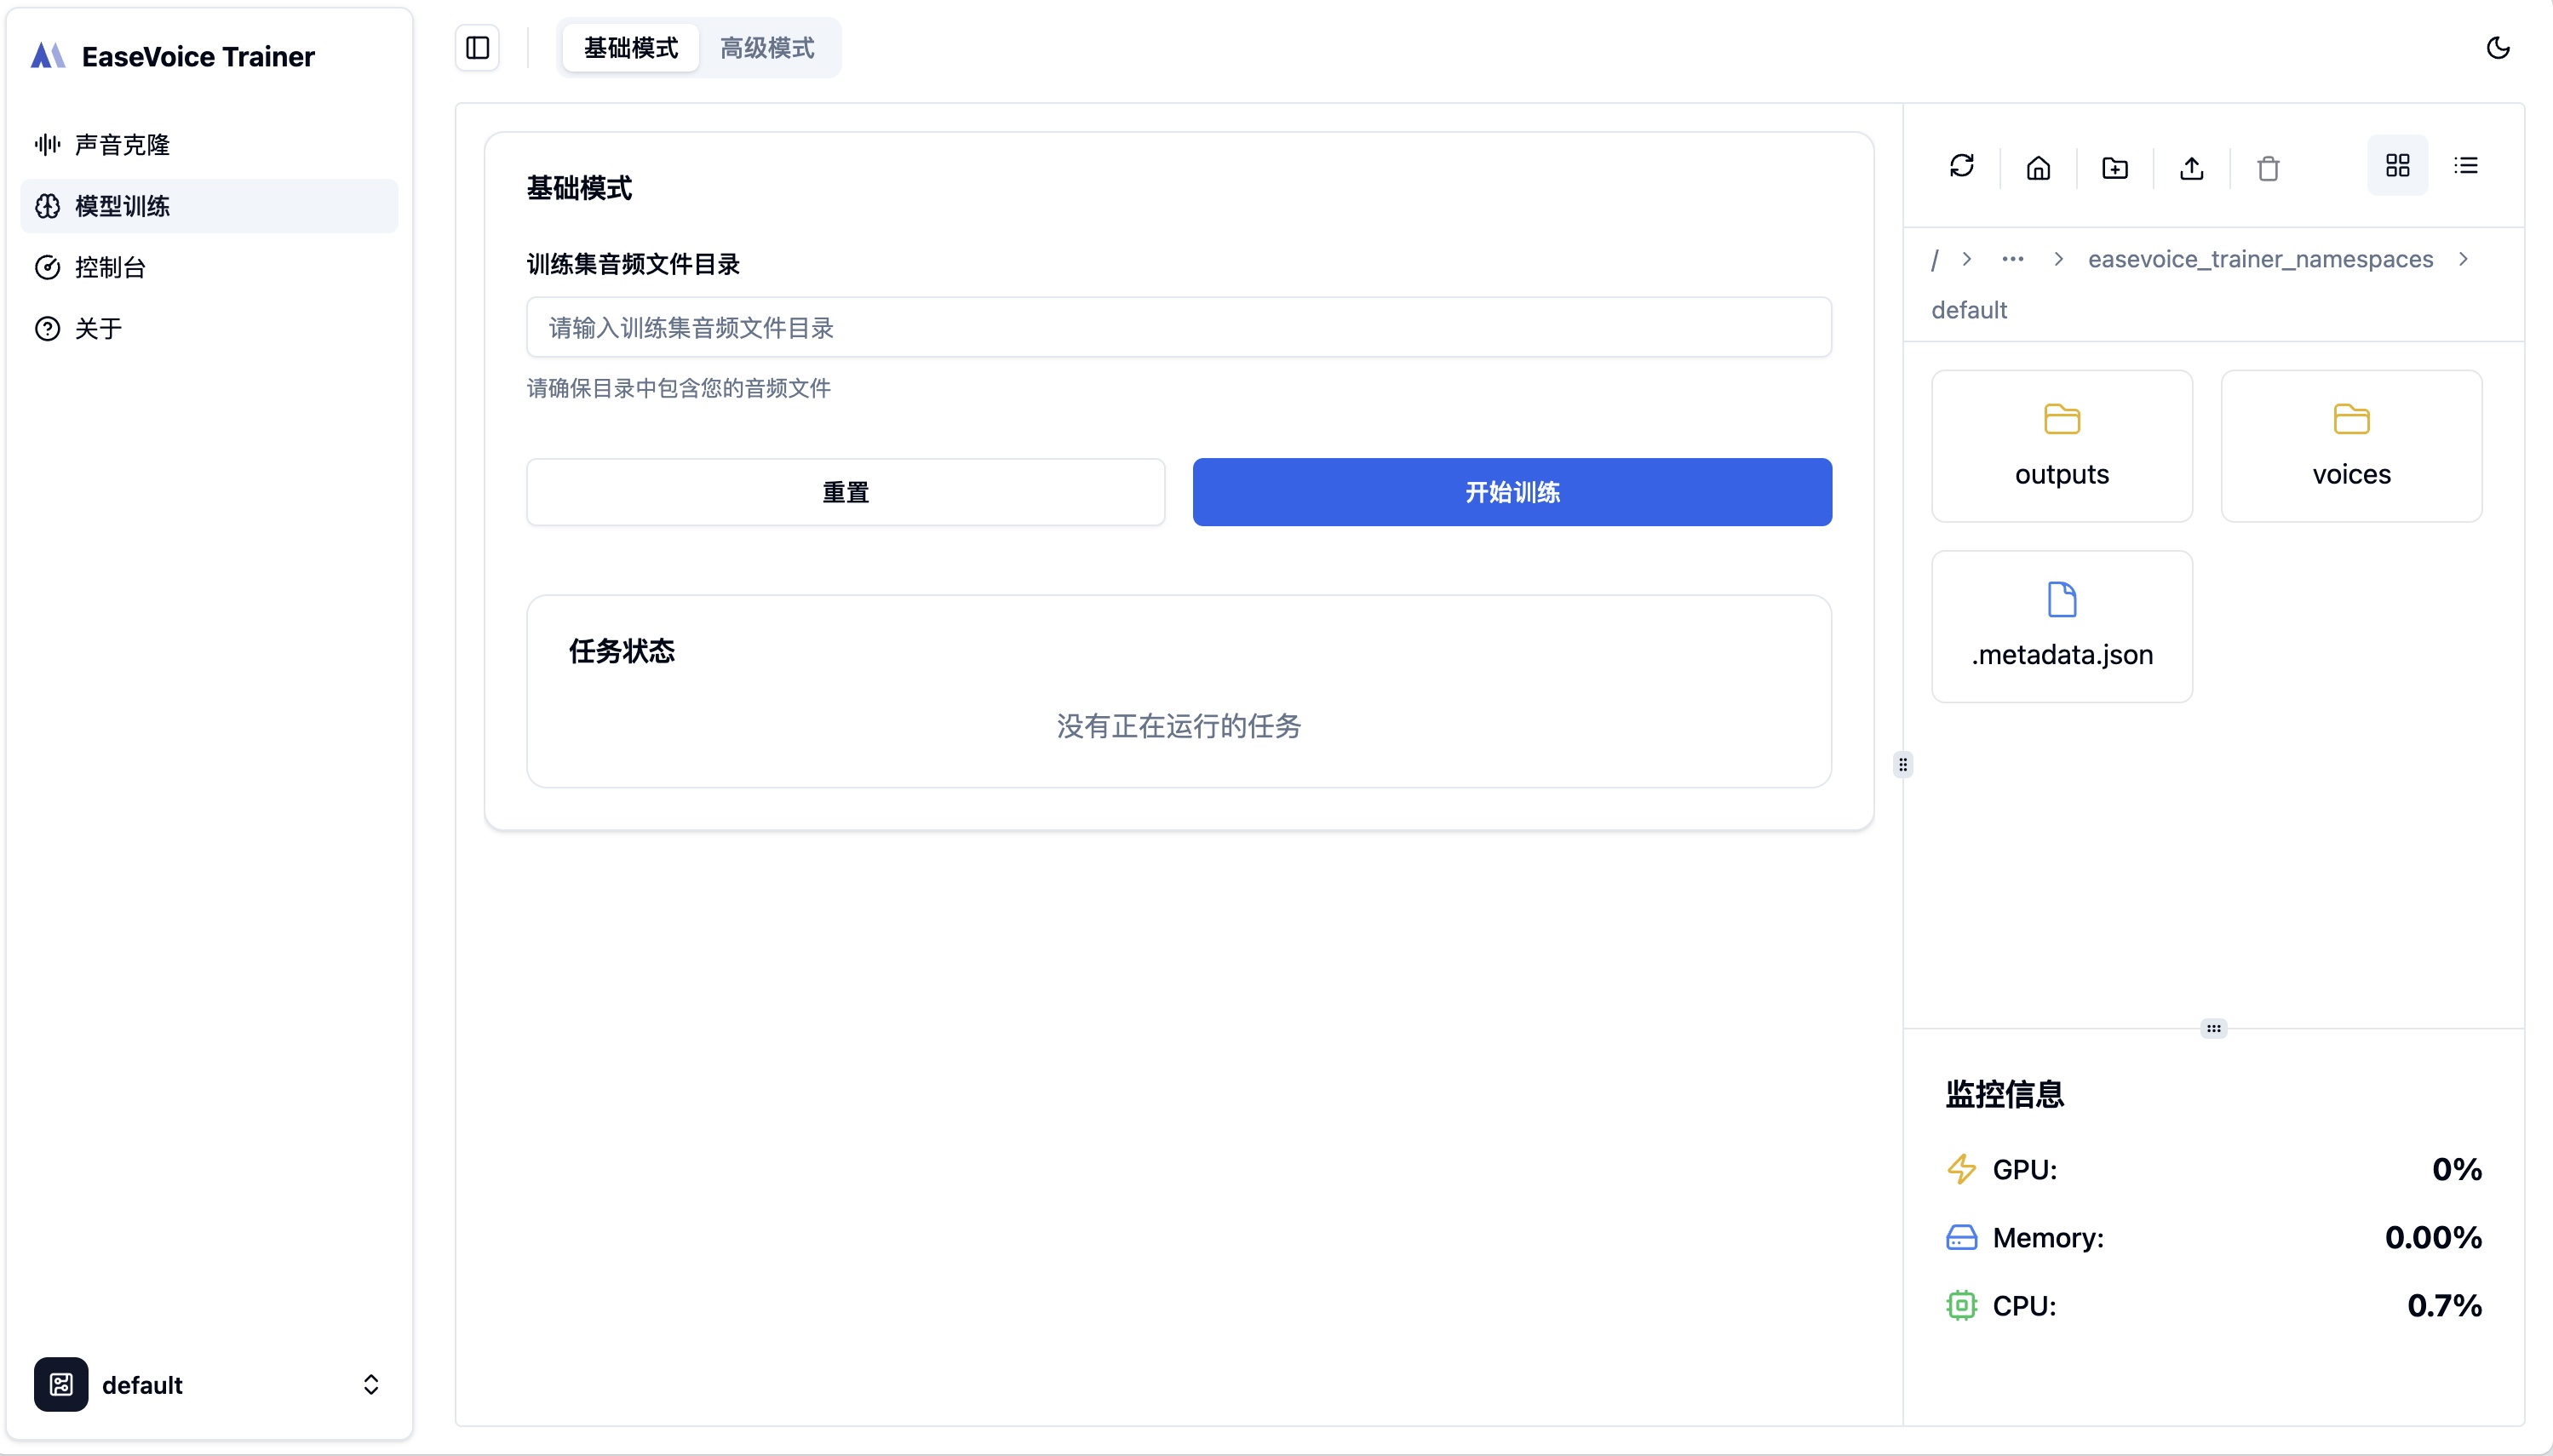 EaseVoice Trainer
声音克隆
模型训练
控制台
关于
default
基础模式 高级模式
基础模式
训练集音频文件目录
请输入训练集音频文件目录
请确保目录中包含您的音频文件
重置 开始训练
任务状态
没有正在运行的任务
/ > ··· > easevoice_trainer_namespaces >
default
outputs voices
.metadata.json
监控信息
GPU: 0%
Memory: 0.00%
CPU: 0.7%